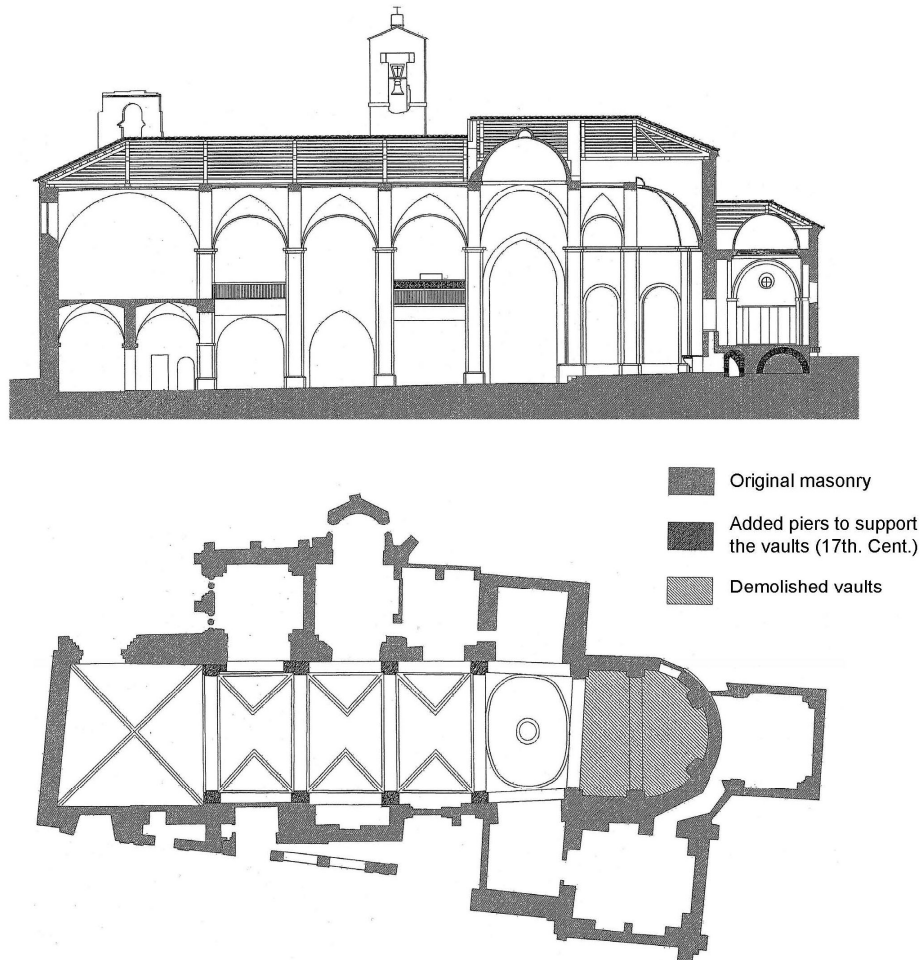 Original masonry
Added piers to support
the vaults (17th. Cent.)
Demolished vaults